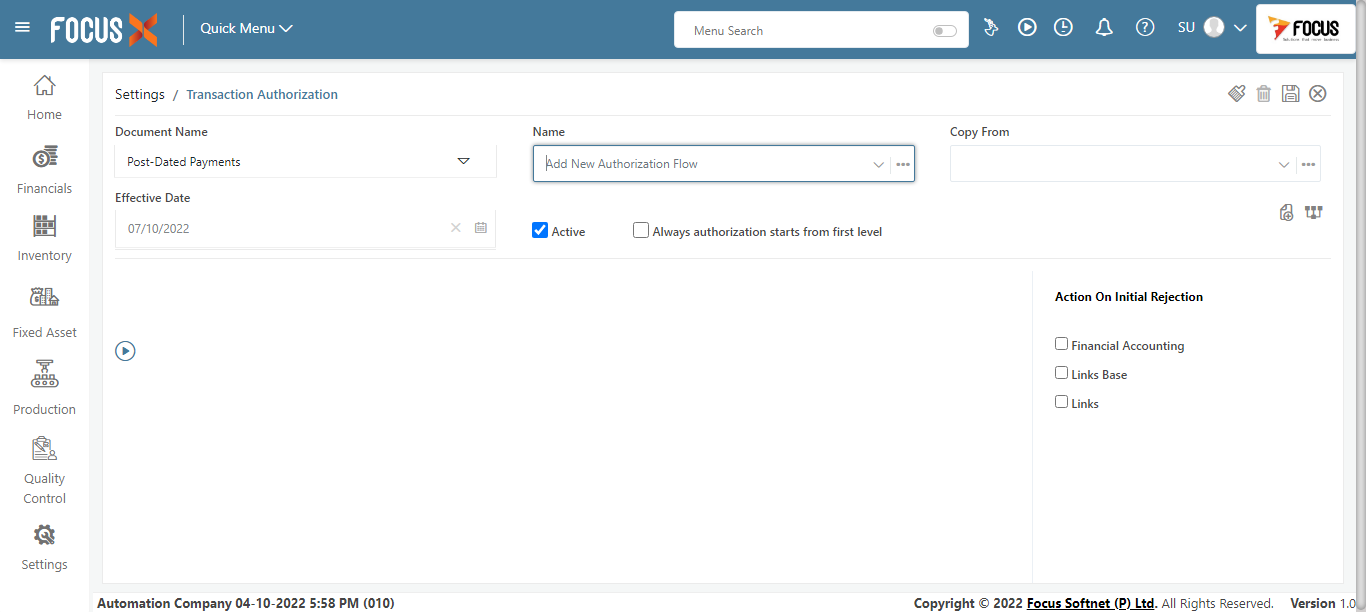 FOCUS X
Quick Menu
Menu Search
SU
FOCUS
Home
Financials
Inventory
Fixed Asset
Production
Quality
Control
Settings
Settings / Transaction Authorization
Document Name
Post-Dated Payments
Name
Add New Authorization Flow
Copy From
Effective Date
07/10/2022
Active
Always authorization starts from first level
Action On Initial Rejection
Financial Accounting
Links Base
Links
Automation Company 04-10-2022 5:58 PM (010)
Copyright © 2022 Focus Softnet (P) Ltd. All Rights Reserved. Version 1.0